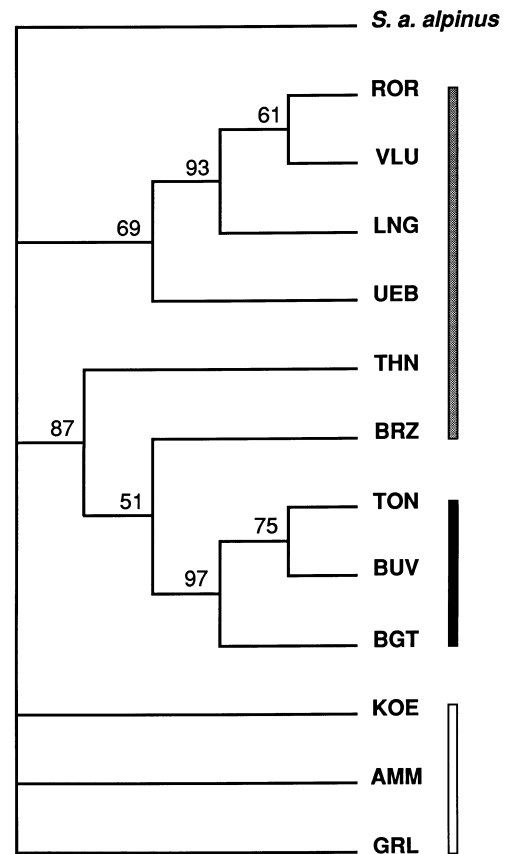 S. a. alpinus
ROR
61
VLU
93
LNG
69
UEB
THN
87
BRZ
51
TON
75
BUV
97
BGT
KOE
AMM
GRL